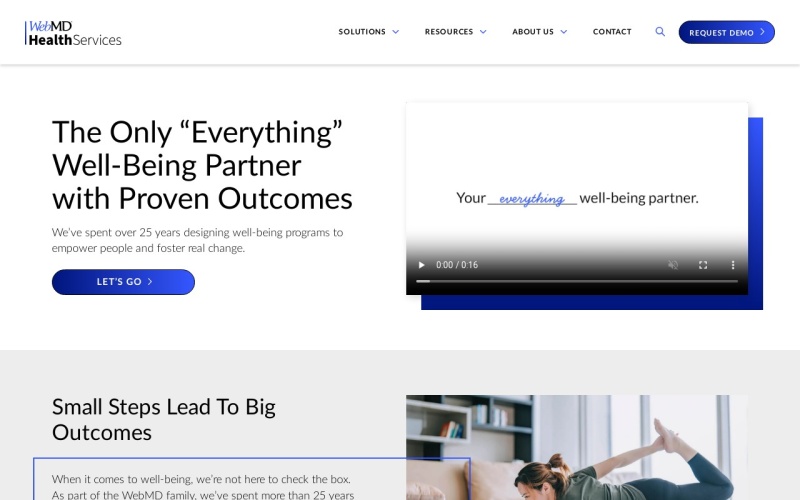 WebMD
HealthServices
SOLUTIONS
RESOURCES
ABOUT US
CONTACT
REQUEST DEMO
The Only “Everything”
Well-Being Partner
with Proven Outcomes
We’ve spent over 25 years designing well-being programs to
empower people and foster real change.
LET’S GO
Your everything well-being partner.
0:00 / 0:16
Small Steps Lead To Big
Outcomes
When it comes to well-being, we’re not here to check the box.
As part of the WebMD family, we’ve spent more than 25 years